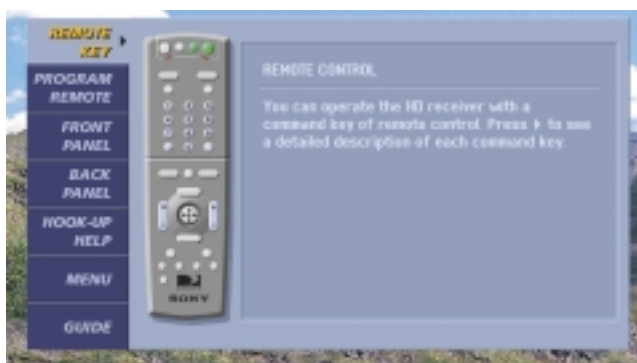 REMOTE
KEY
PROGRAM
REMOTE
FRONT
PANEL
BACK
PANEL
HOOK-UP
HELP
MENU
GUIDE
SONY
REMOTE CONTROL
You can operate the HD receiver with a
command key of remote control. Press ▶ to see
a detailed description of each command key.